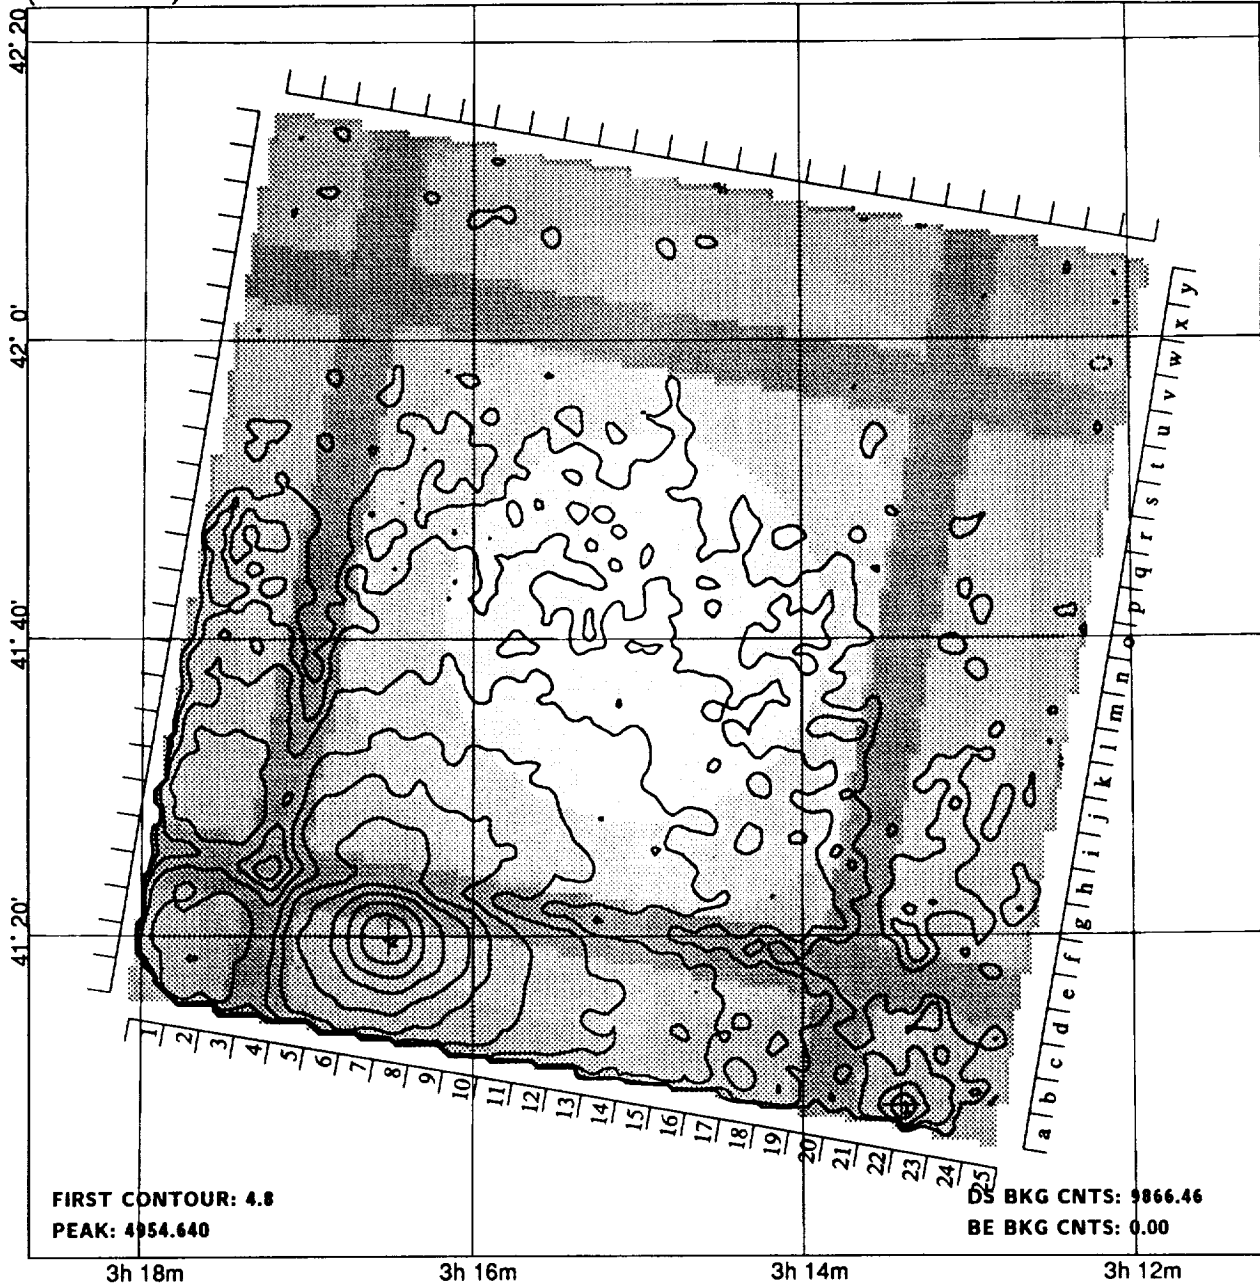 42° 20
42° 0'
41° 40'
41° 20'
y
x
w
v
u
t
s
r
q
p
o
n
m
l
k
j
i
h
g
f
e
d
c
b
a
1 2 3 4 5 6 7 8 9 10 11 12 13 14 15 16 17 18 19 20 21 22 23 24 25
FIRST CONTOUR: 4.8
PEAK: 4954.640
DS BKG CNTS: 9866.46
BE BKG CNTS: 0.00
3h 18m 3h 16m 3h 14m 3h 12m